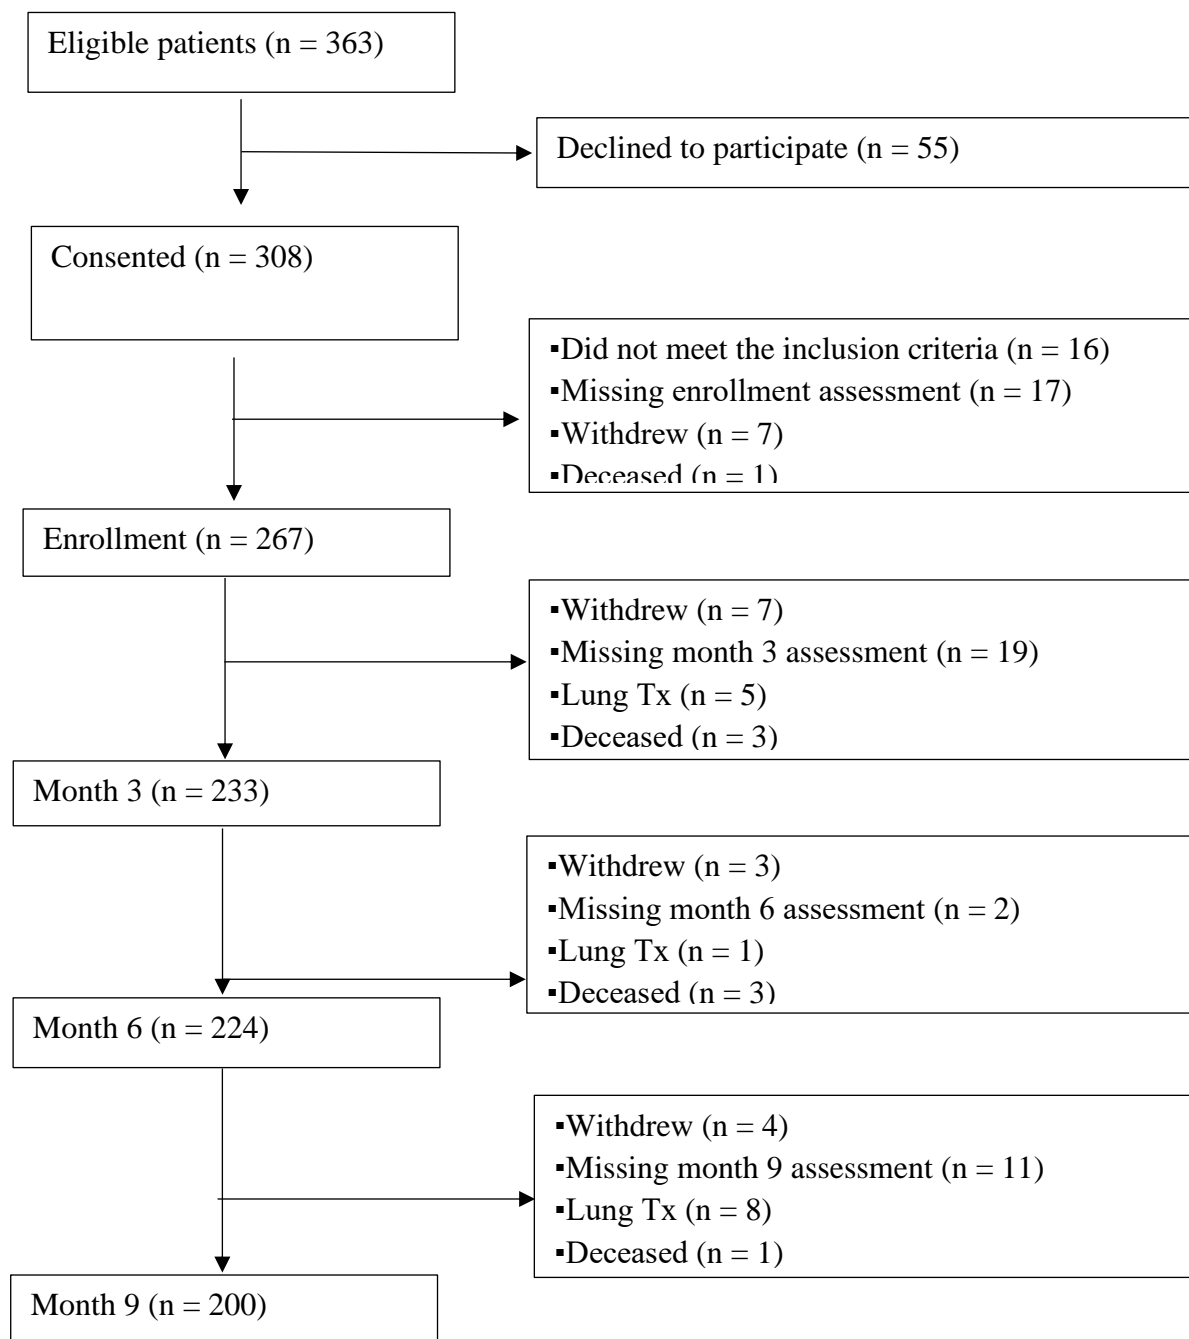 Eligible patients (n = 363)
Declined to participate (n = 55)
Consented (n = 308)
▪Did not meet the inclusion criteria (n = 16)
▪Missing enrollment assessment (n = 17)
▪Withdrew (n = 7)
▪Deceased (n = 1)
Enrollment (n = 267)
▪Withdrew (n = 7)
▪Missing month 3 assessment (n = 19)
▪Lung Tx (n = 5)
▪Deceased (n = 3)
Month 3 (n = 233)
▪Withdrew (n = 3)
▪Missing month 6 assessment (n = 2)
▪Lung Tx (n = 1)
▪Deceased (n = 3)
Month 6 (n = 224)
▪Withdrew (n = 4)
▪Missing month 9 assessment (n = 11)
▪Lung Tx (n = 8)
▪Deceased (n = 1)
Month 9 (n = 200)